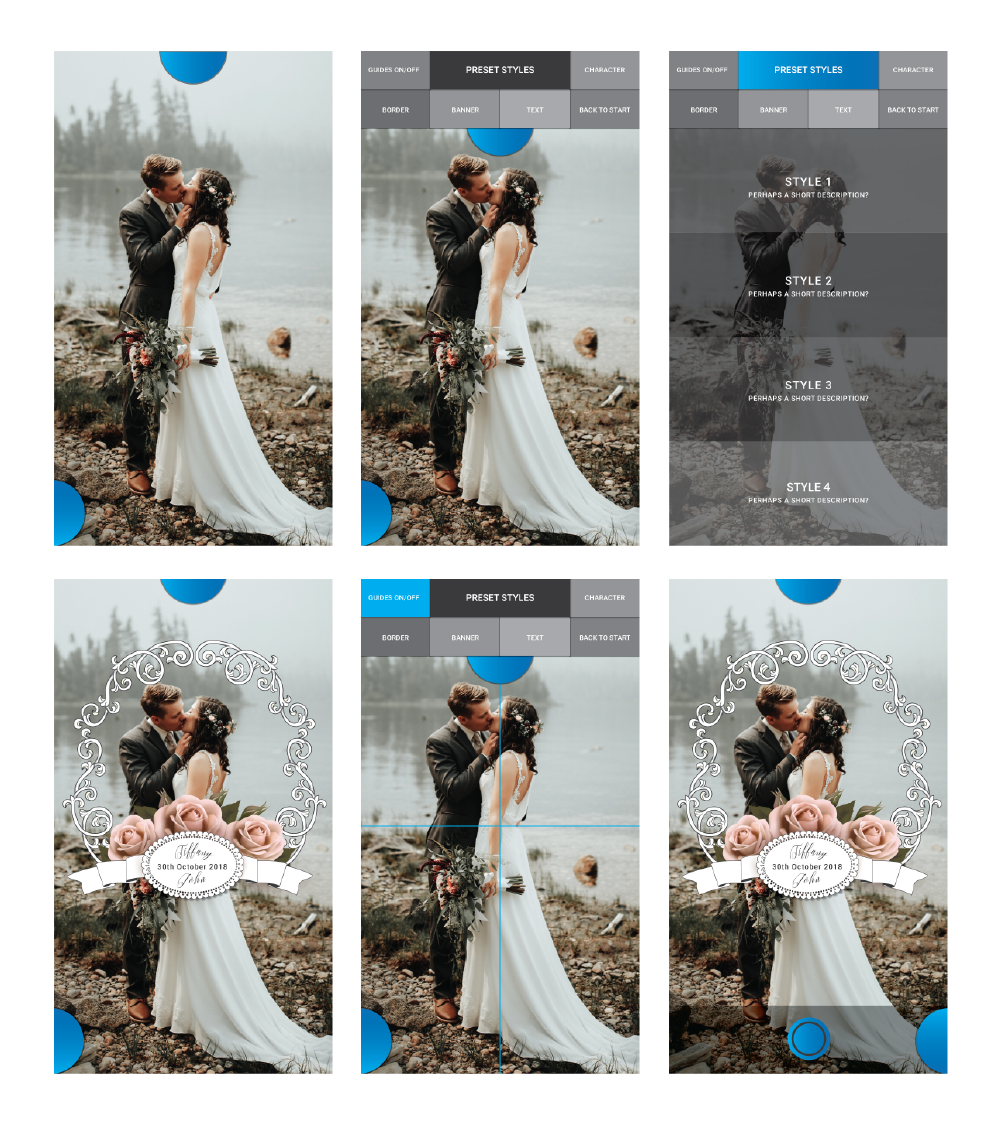 GUIDES ON/OFF
PRESET STYLES
CHARACTER
BORDER
BANNER
TEXT
BACK TO START
GUIDES ON/OFF
PRESET STYLES
CHARACTER
BORDER
BANNER
TEXT
BACK TO START
STYLE 1
PERHAPS A SHORT DESCRIPTION?
STYLE 2
PERHAPS A SHORT DESCRIPTION?
STYLE 3
PERHAPS A SHORT DESCRIPTION?
STYLE 4
PERHAPS A SHORT DESCRIPTION?
Tiffany
30th October 2018
John
GUIDES ON/OFF
PRESET STYLES
CHARACTER
BORDER
BANNER
TEXT
BACK TO START
Tiffany
30th October 2018
John